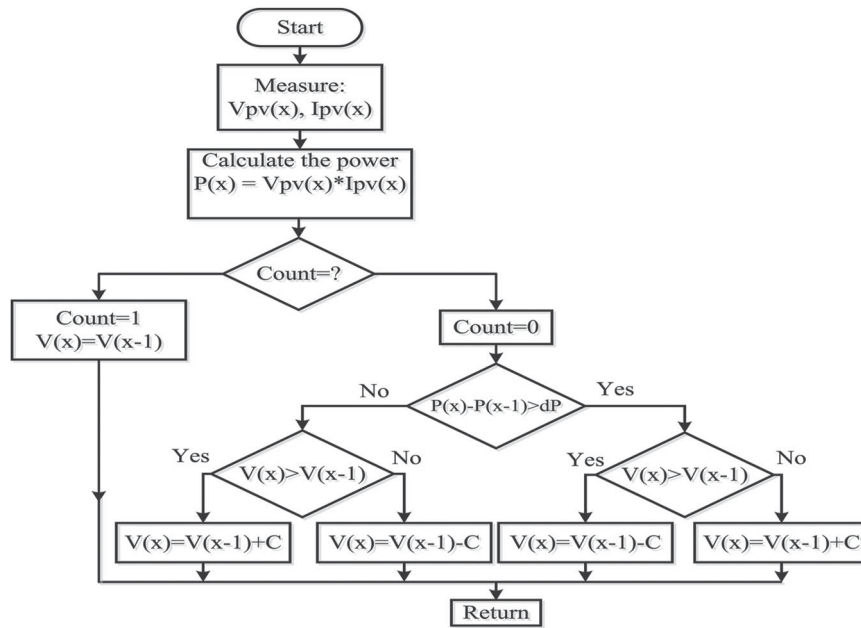 Start
Measure:
Vpv(x), Ipv(x)
Calculate the power
P(x) = Vpv(x)*Ipv(x)
Count=?
Count=1
V(x)=V(x-1)
Count=0
No
P(x)-P(x-1)>dP
Yes
Yes
V(x)>V(x-1)
No
Yes
V(x)>V(x-1)
No
V(x)=V(x-1)+C
V(x)=V(x-1)-C
V(x)=V(x-1)-C
V(x)=V(x-1)+C
Return